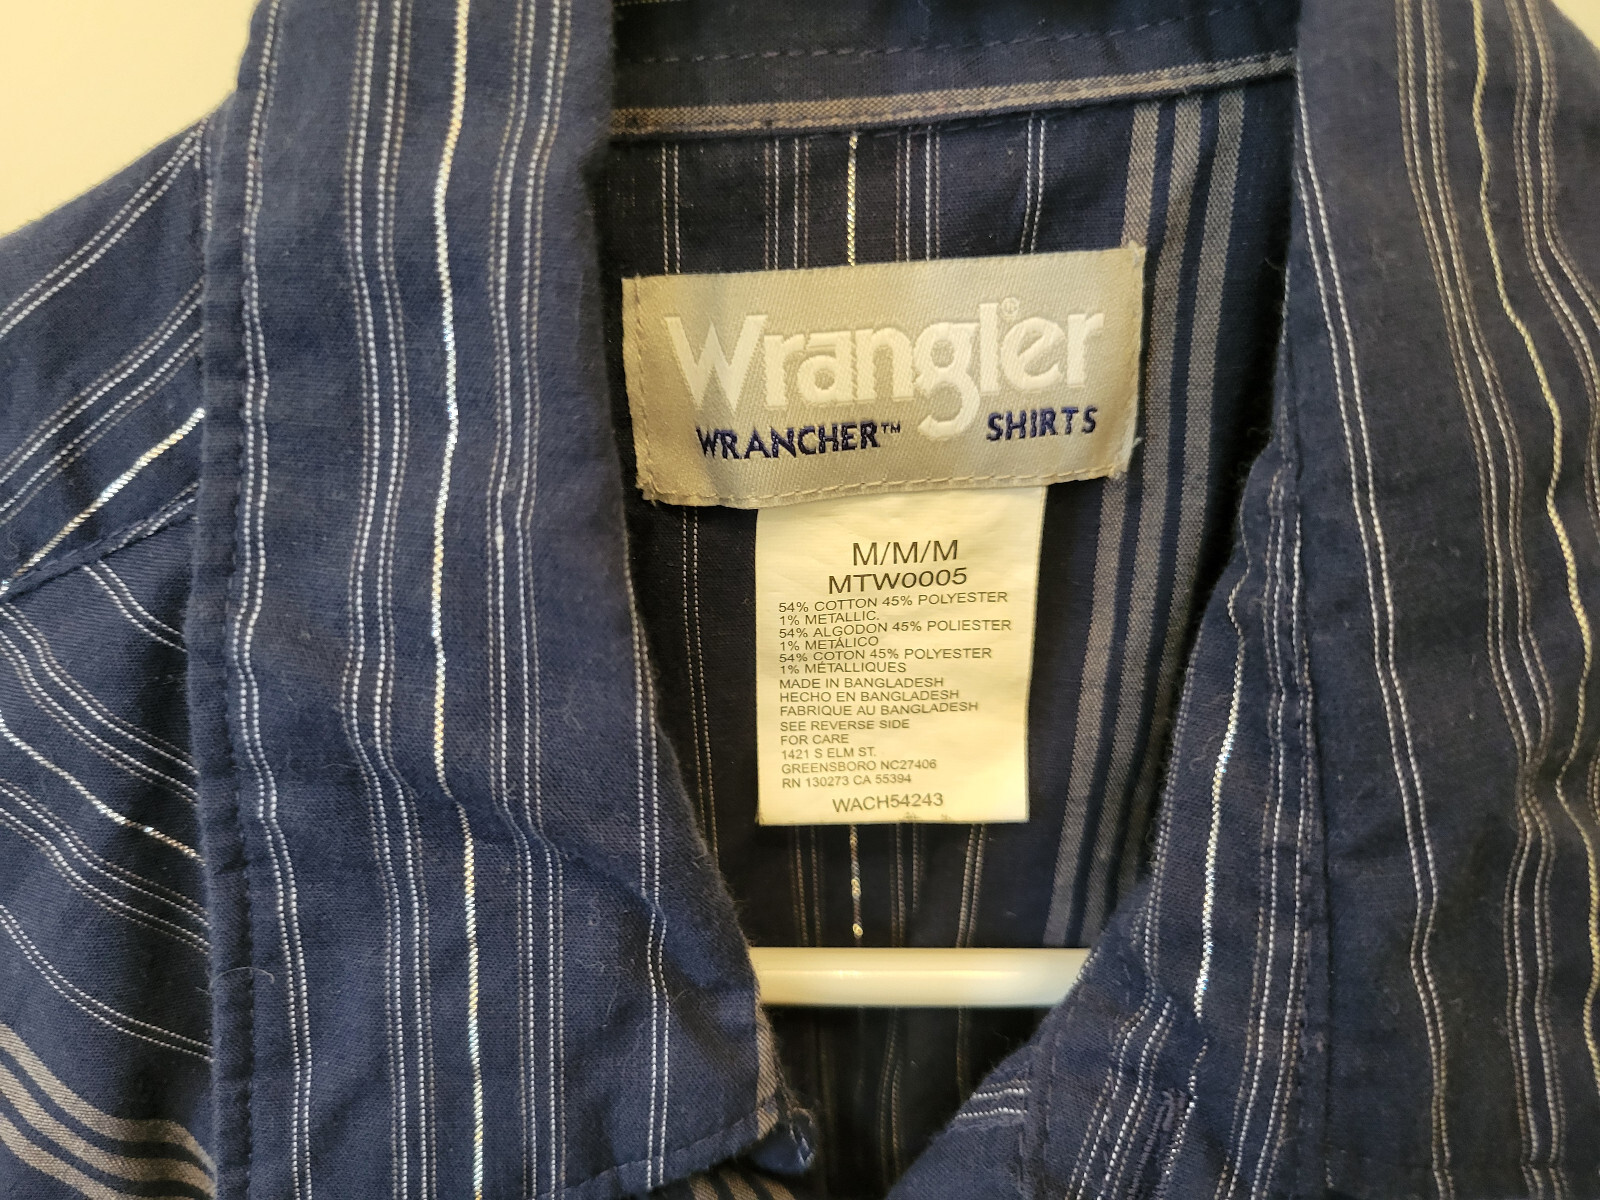 Wrangler®
WRANCHER™ SHIRTS
M/M/M
MTW0005
54% COTTON 45% POLYESTER
1% METALLIC.
54% ALGODON 45% POLIESTER
1% METÁLICO
54% COTON 45% POLYESTER
1% MÉTALLIQUES
MADE IN BANGLADESH
HECHO EN BANGLADESH
FABRIQUE AU BANGLADESH
SEE REVERSE SIDE
FOR CARE
1421 S ELM ST.
GREENSBORO NC27406
RN 130273 CA 55394
WACH54243